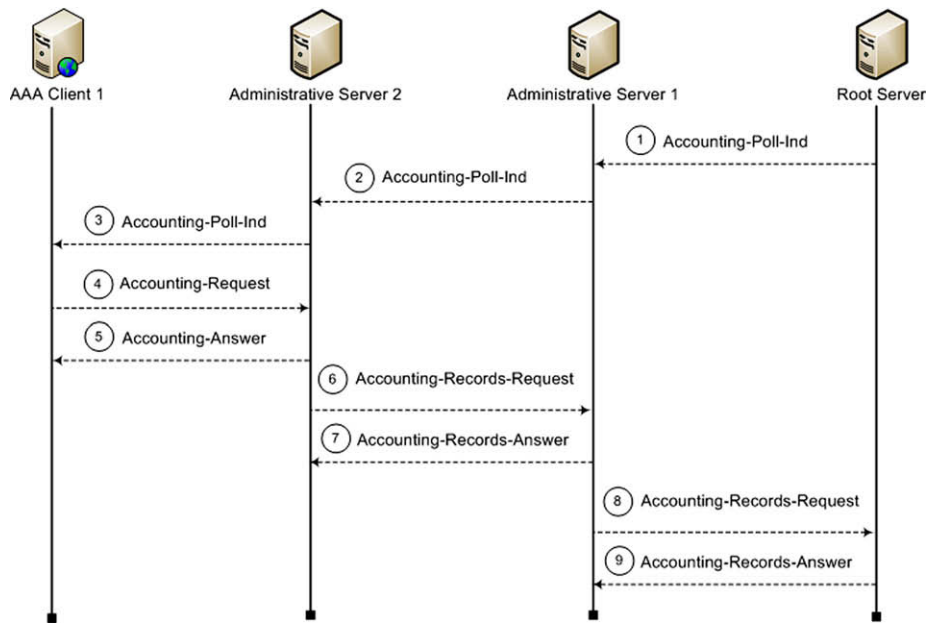 AAA Client 1
Administrative Server 2
Administrative Server 1
Root Server
1 Accounting-Poll-Ind
2 Accounting-Poll-Ind
3 Accounting-Poll-Ind
4 Accounting-Request
5 Accounting-Answer
6 Accounting-Records-Request
7 Accounting-Records-Answer
8 Accounting-Records-Request
9 Accounting-Records-Answer